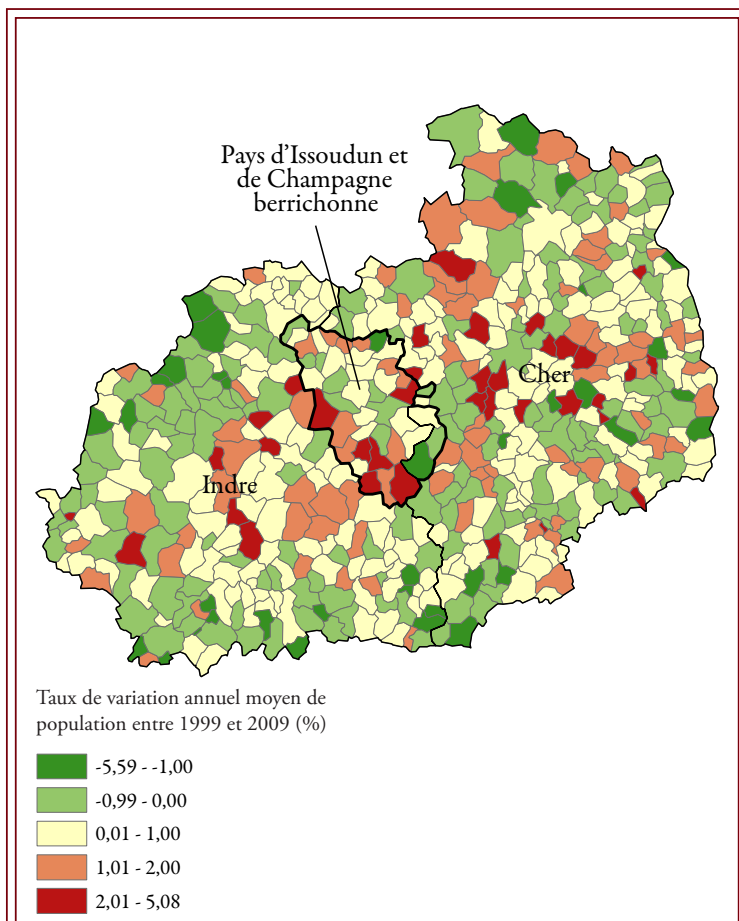 Pays d'Issoudun et
de Champagne
berrichonne
Cher
Indre
Taux de variation annuel moyen de
population entre 1999 et 2009 (%)
-5,59 - -1,00
-0,99 - 0,00
0,01 - 1,00
1,01 - 2,00
2,01 - 5,08